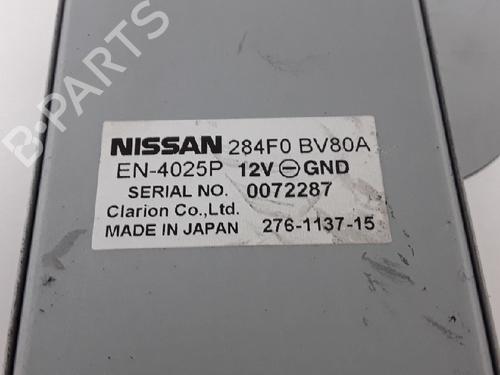 B-PARTS
NISSAN 284F0 BV80A
EN-4025P 12V⊖GND
SERIAL NO. 0072287
Clarion Co.,Ltd.
MADE IN JAPAN 276-1137-15